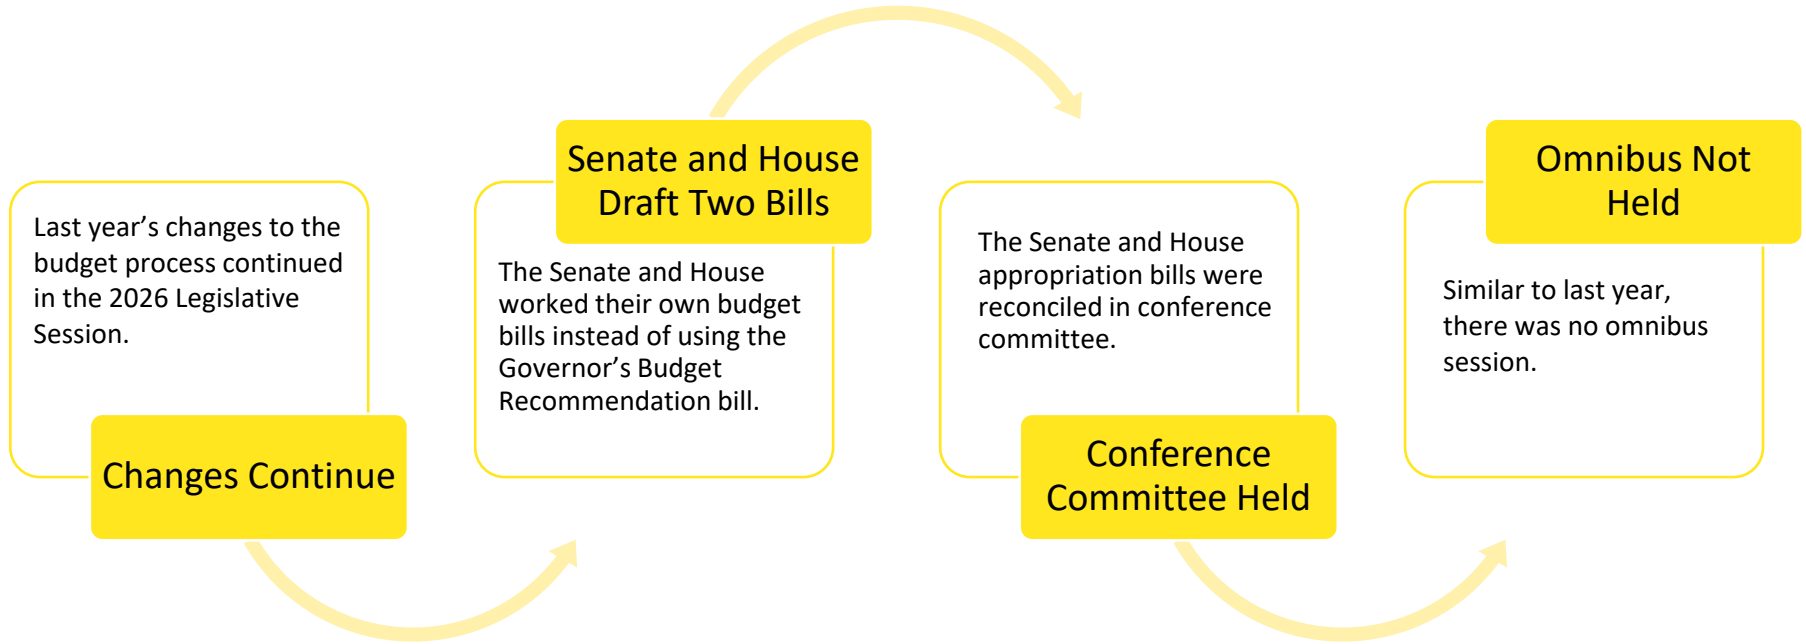 Last year’s changes to the
budget process continued
in the 2026 Legislative
Session.
Changes Continue
Senate and House
Draft Two Bills
The Senate and House
worked their own budget
bills instead of using the
Governor’s Budget
Recommendation bill.
The Senate and House
appropriation bills were
reconciled in conference
committee.
Conference
Committee Held
Omnibus Not
Held
Similar to last year,
there was no omnibus
session.